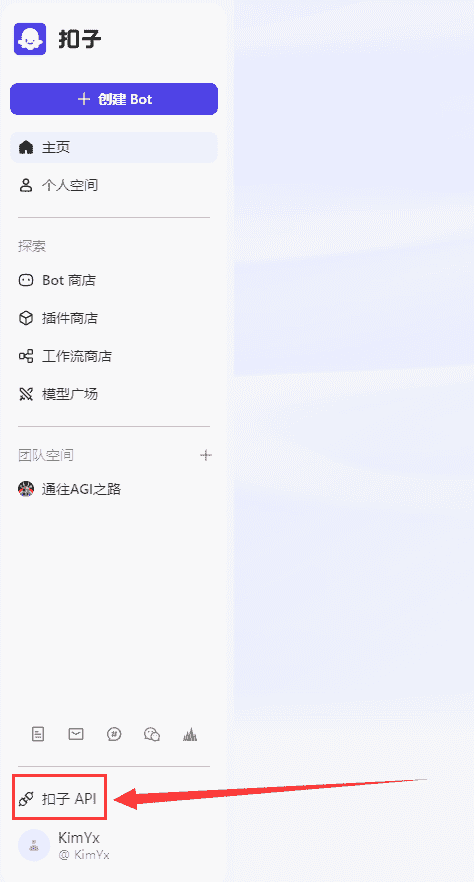 扣子
创建 Bot
主页
个人空间
探索
Bot 商店
插件商店
工作流商店
模型广场
团队空间
通往AGI之路
扣子 API
KimYx
@ KimYx